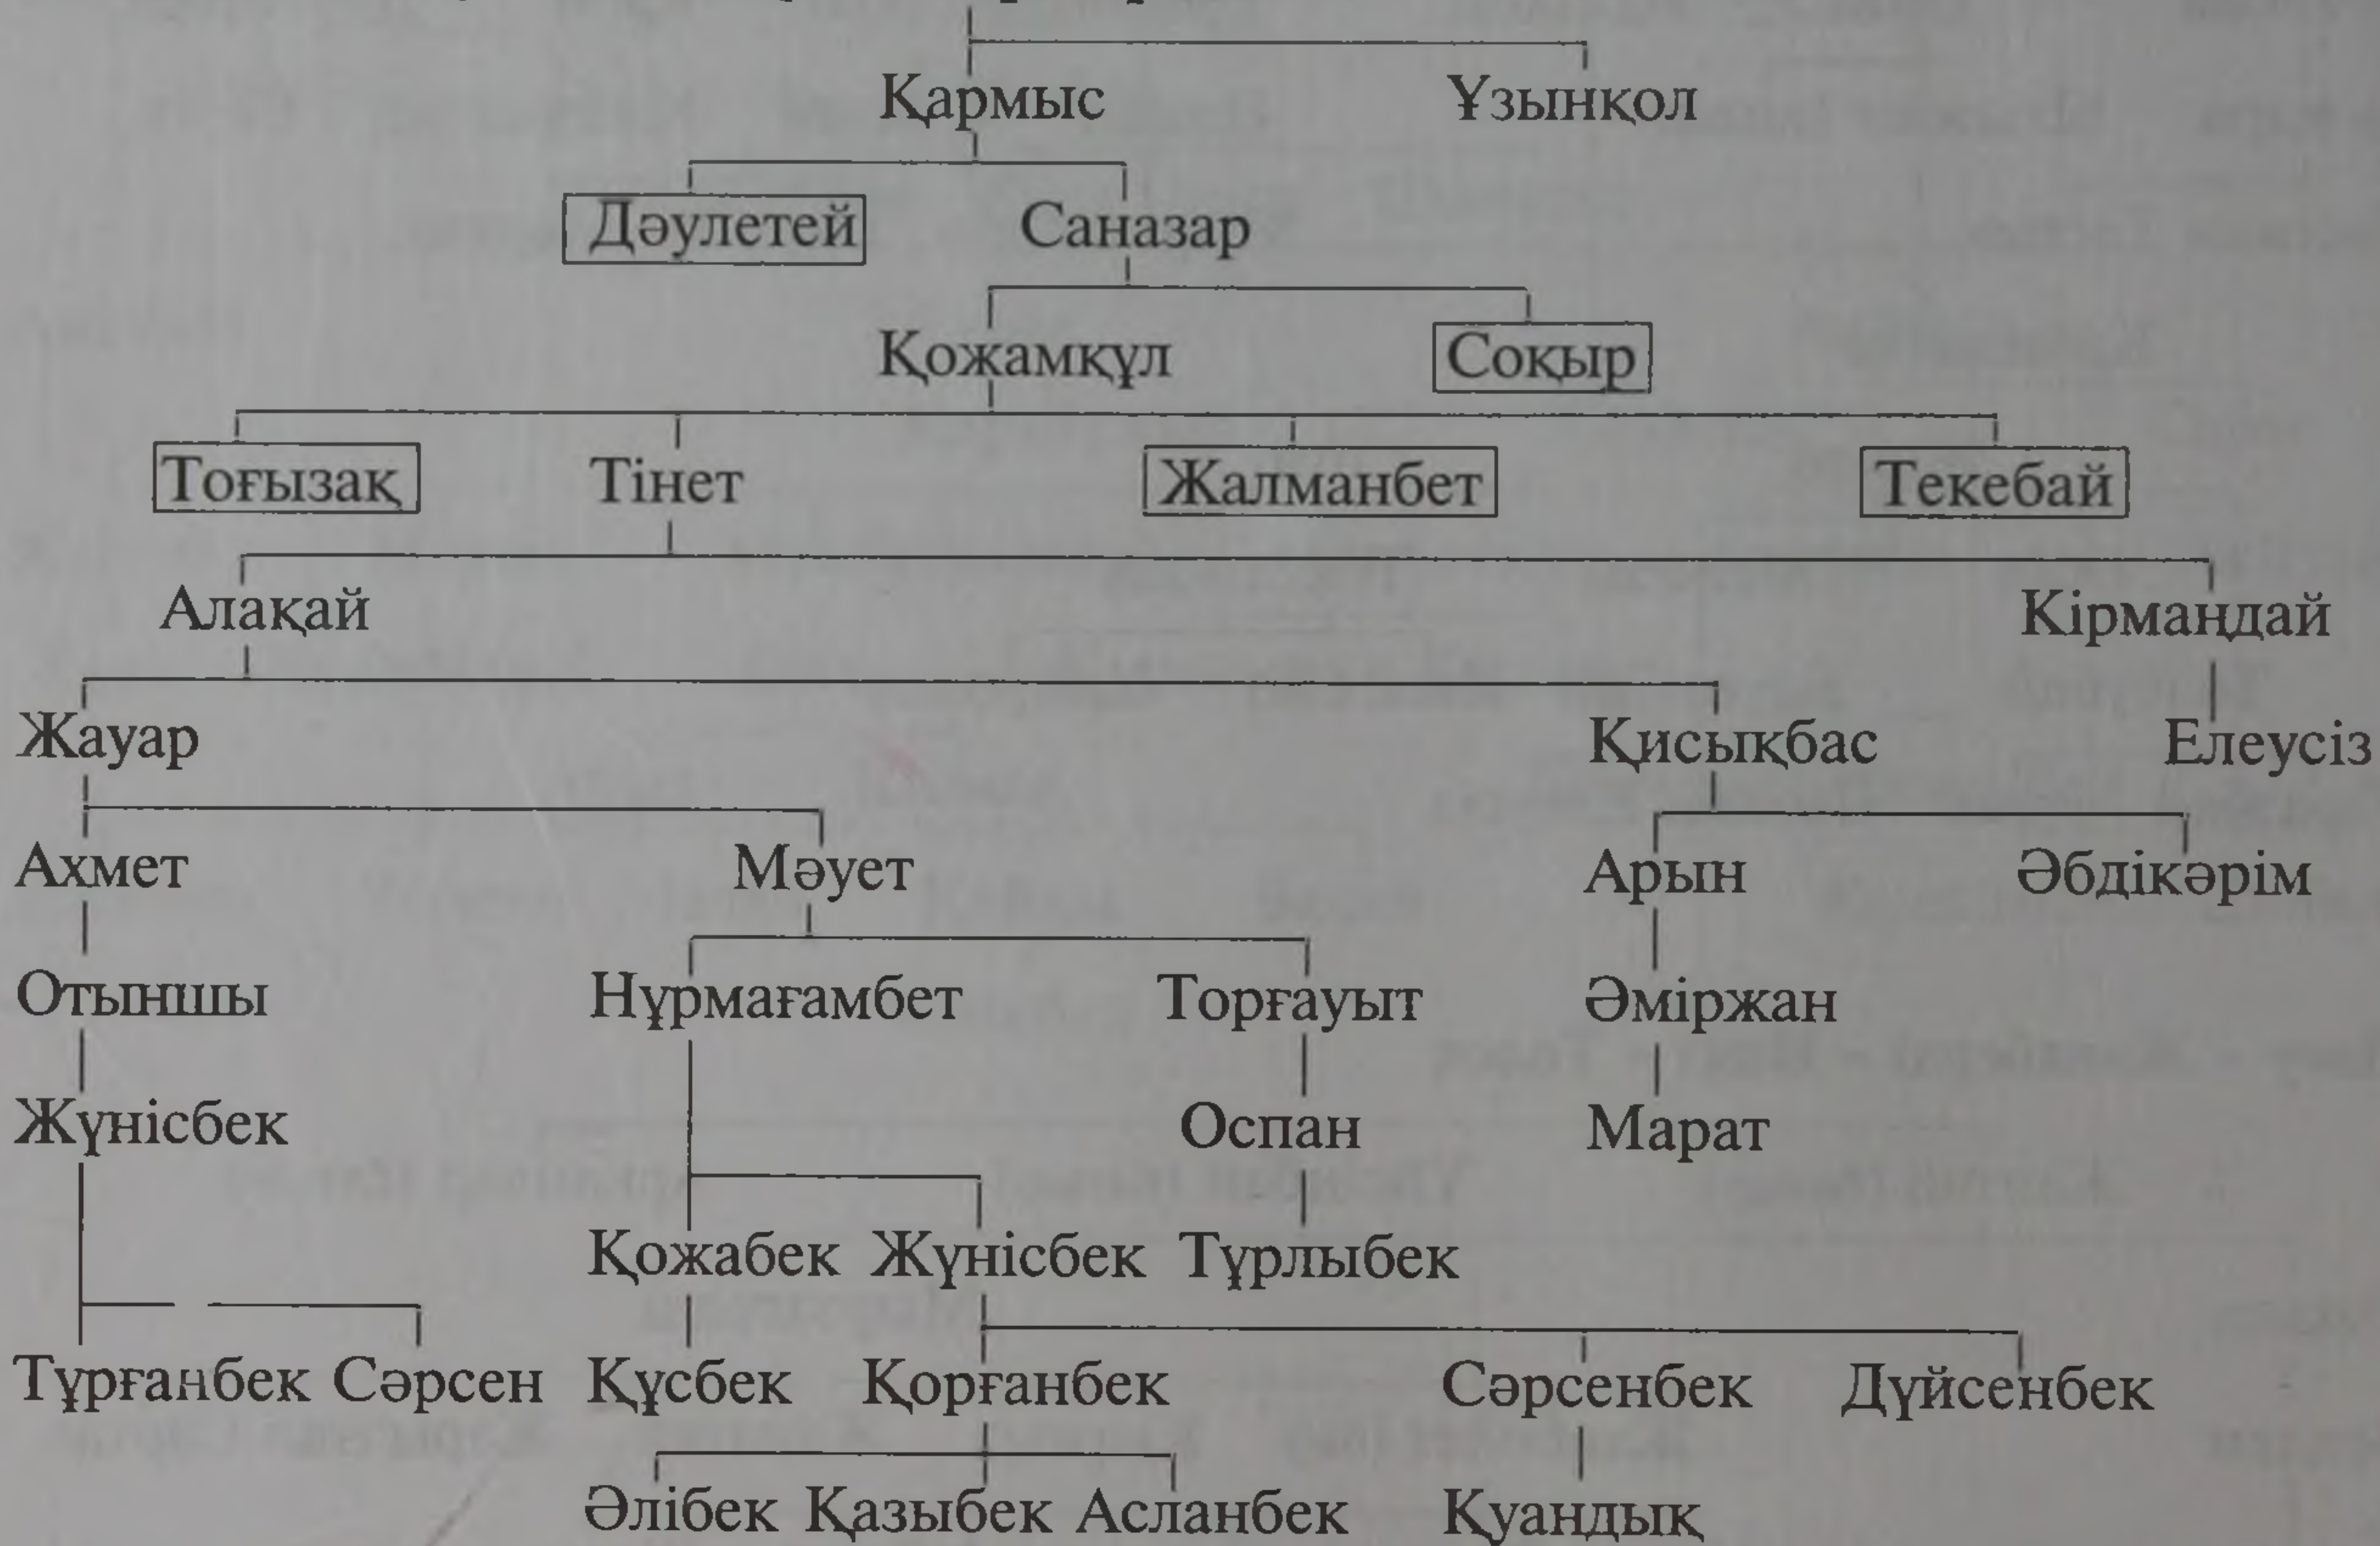 Қармыс Ұзынқол
Дәулетей Саназар
Қожамқұл Соқыр
Тоғызақ Тінет Жалманбет Текебай
Алақай Кірмаңдай
Жауар Қисықбас Елеусіз
Ахмет Мәует Арын Әбдікәрім
Отыншы Нұрмағамбет Торғауыт Әміржан
Жүнісбек Оспан Марат
Қожабек Жүнісбек Тұрлыбек
Тұрғанбек Сәрсен Құсбек Қорғанбек Сәрсенбек Дүйсенбек
Әлібек Қазыбек Асланбек Қуандық